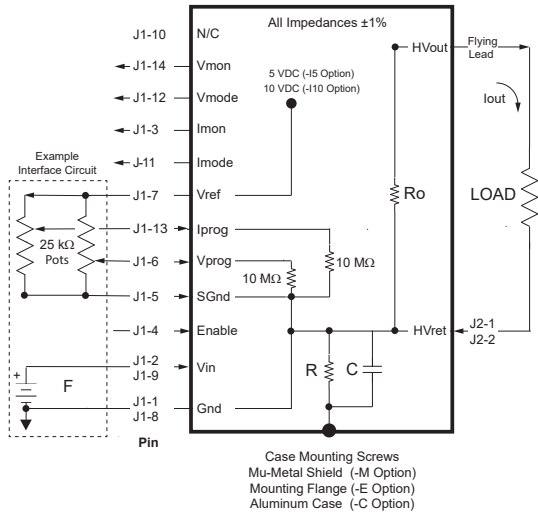 All Impedances ±1%
J1-10 N/C
HVout
Flying
Lead
J1-14 Vmon
5 VDC (-I5 Option)
10 VDC (-I10 Option)
J1-12 Vmode
Iout
J1-3 Imon
Example
Interface Circuit
J-11 Imode
J1-7 Vref
Ro
LOAD
J1-13 Iprog
25 kΩ
Pots
J1-6 Vprog
10 MΩ
10 MΩ
J1-5 SGnd
J1-4 Enable
HVret
J2-1
J2-2
J1-2
J1-9
Vin
+
F
R
C
J1-1
J1-8
Gnd
Pin
Case Mounting Screws
Mu-Metal Shield (-M Option)
Mounting Flange (-E Option)
Aluminum Case (-C Option)